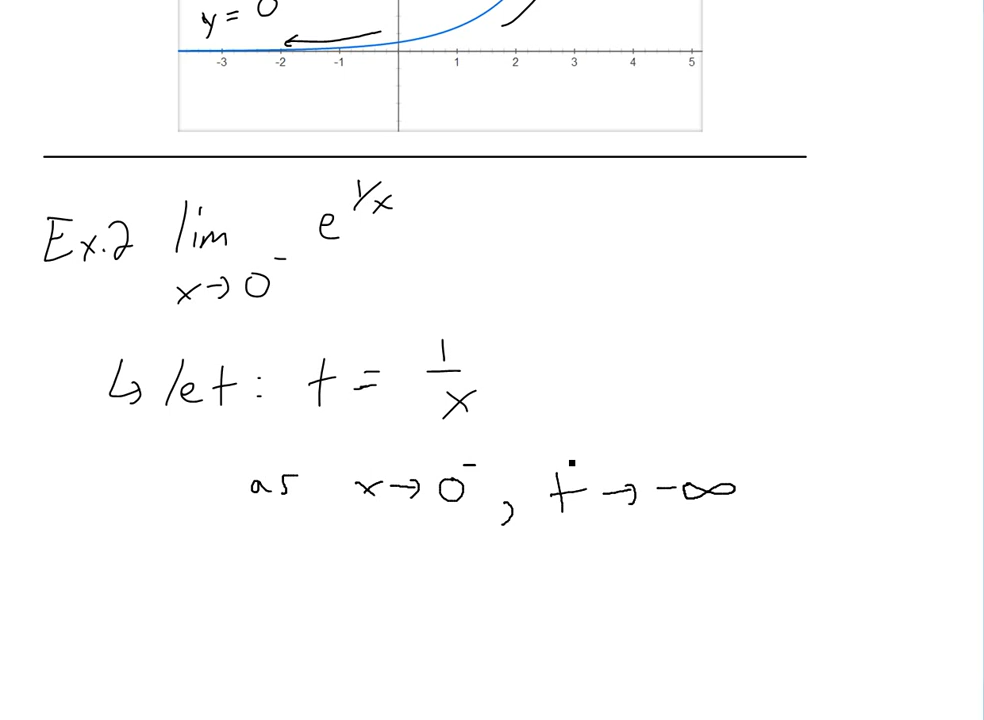 y = 0
-3 -2 -1 1 2 3 4 5
Ex.2 lim e^1/x
x→0⁻
↳ let: t = 1/x
as x→0⁻, t→-∞